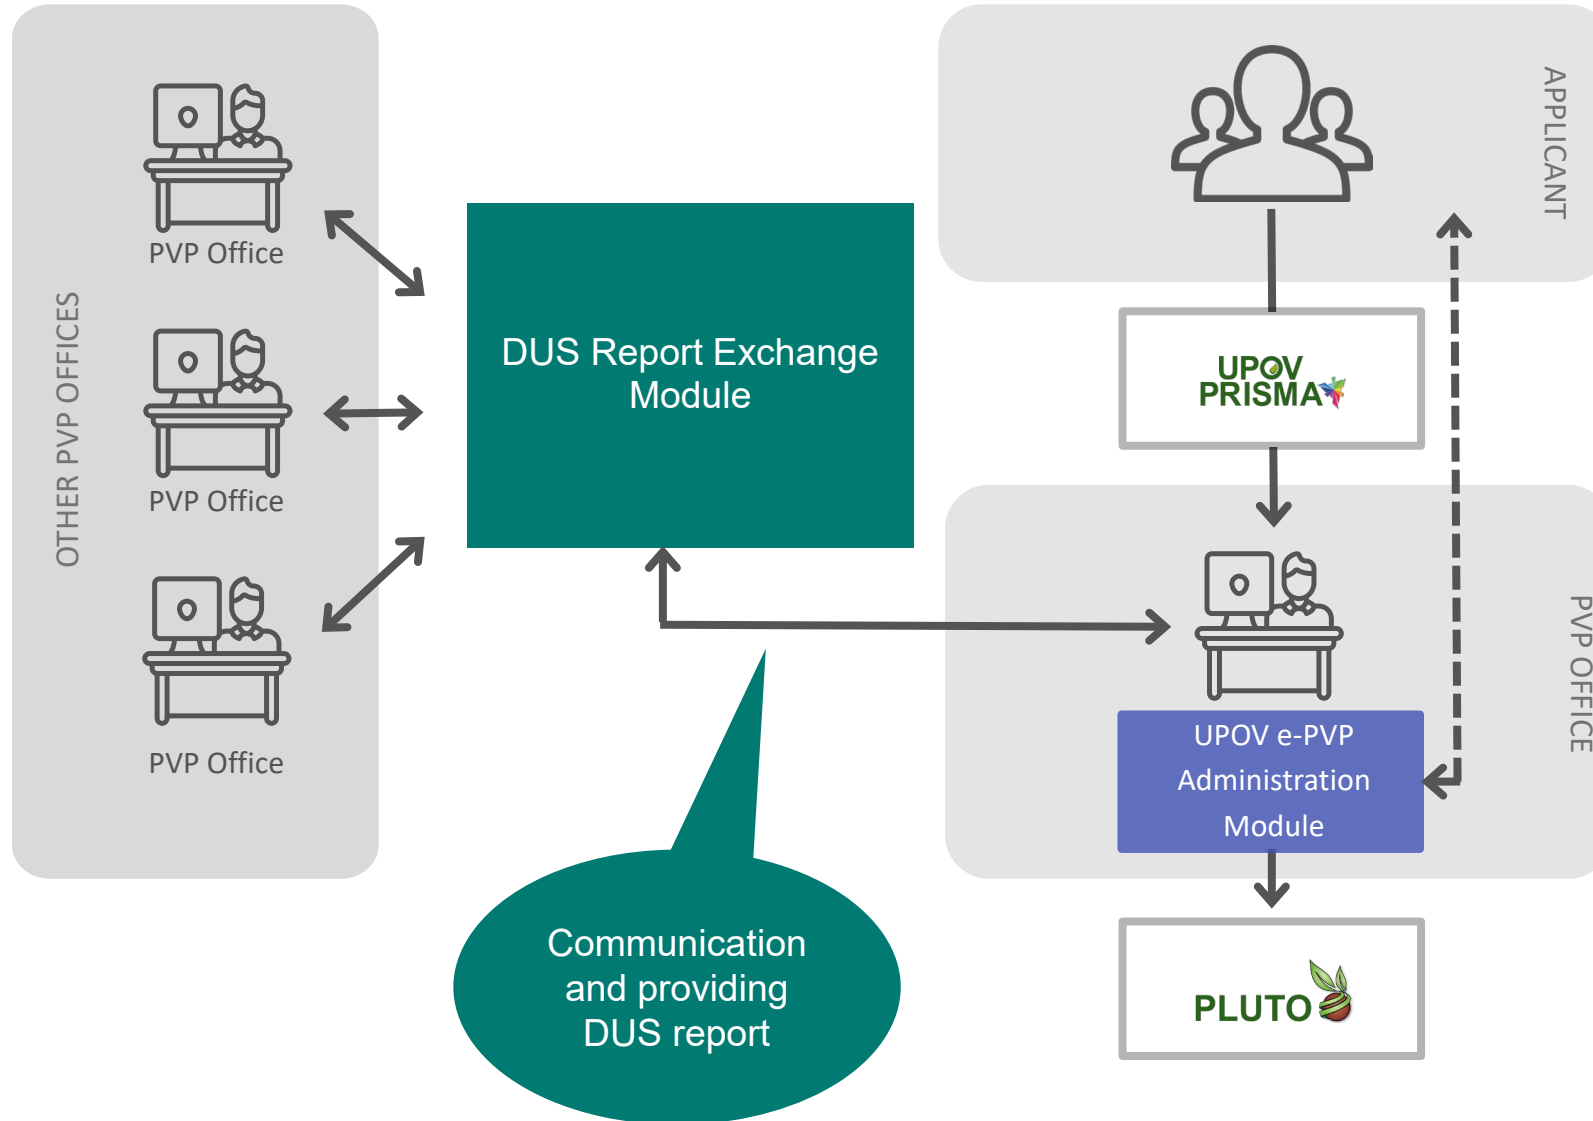 OTHER PVP OFFICES
PVP Office
PVP Office
PVP Office
DUS Report Exchange
Module
Communication
and providing
DUS report
APPLICANT
UPOV
PRISMA
PVP OFFICE
UPOV e-PVP
Administration
Module
PLUTO